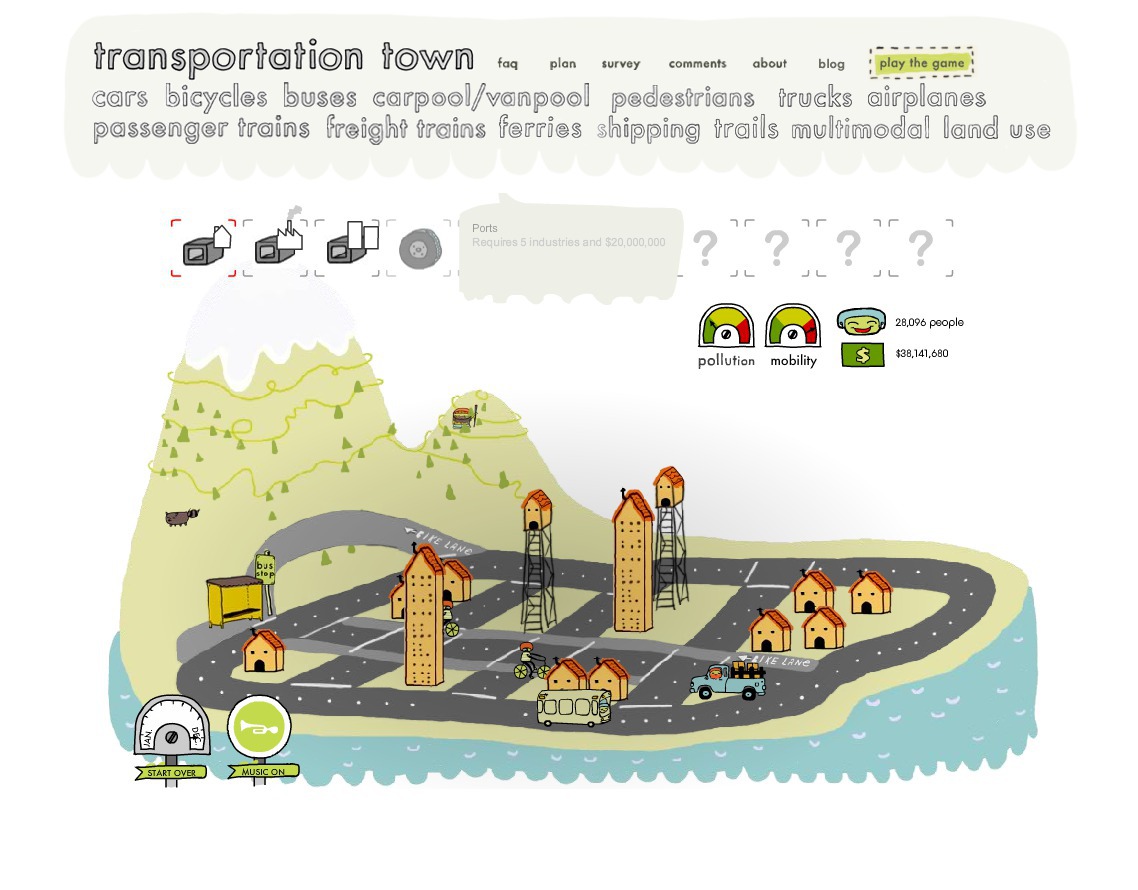 transportation town faq plan survey comments about blog play the game
cars bicycles buses carpool/vanpool pedestrians trucks airplanes
passenger trains freight trains ferries shipping trails multimodal land use
Ports
Requires 5 industries and $20,000,000
? ? ? ?
28,096 people
pollution mobility $ $38,141,680
BIKE LANE
bus
stop
BIKE LANE
JAN. DEC.
START OVER MUSIC ON